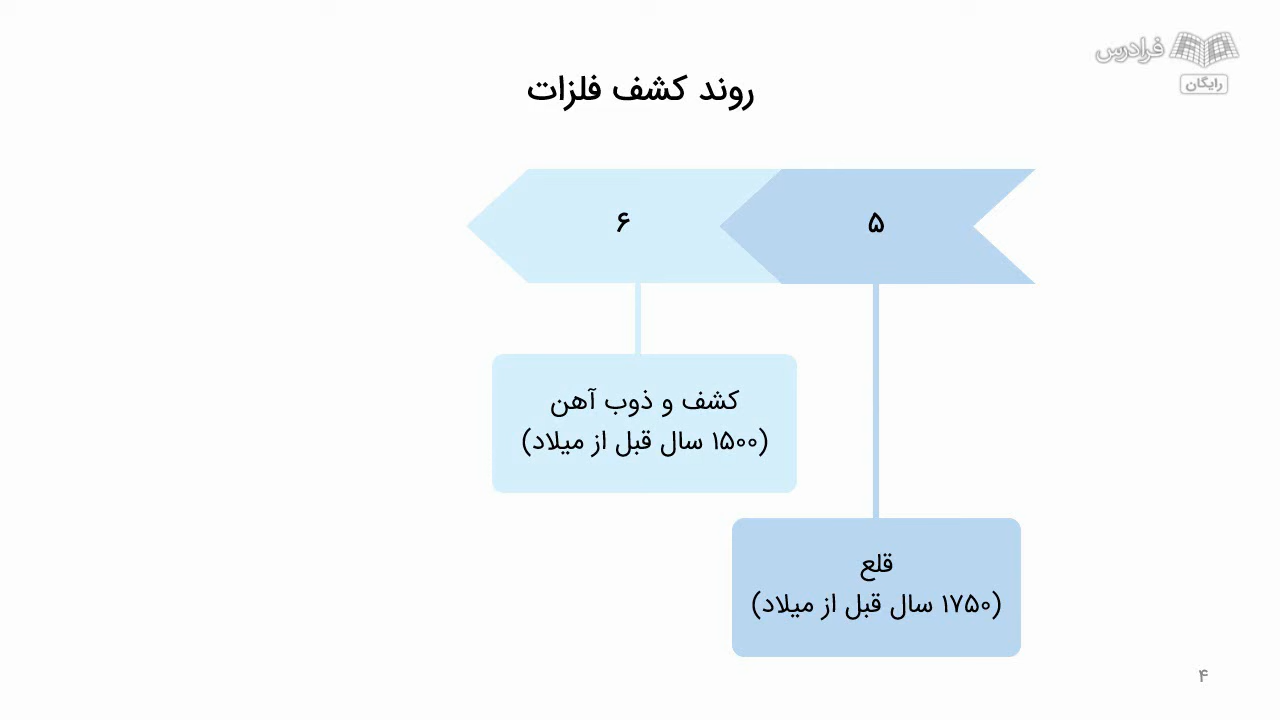 فرادرس
رایگان
روند کشف فلزات
۵
۶
کشف و ذوب آهن
(۱۵۰۰ سال قبل از میلاد)
قلع
(۱۷۵۰ سال قبل از میلاد)
۴